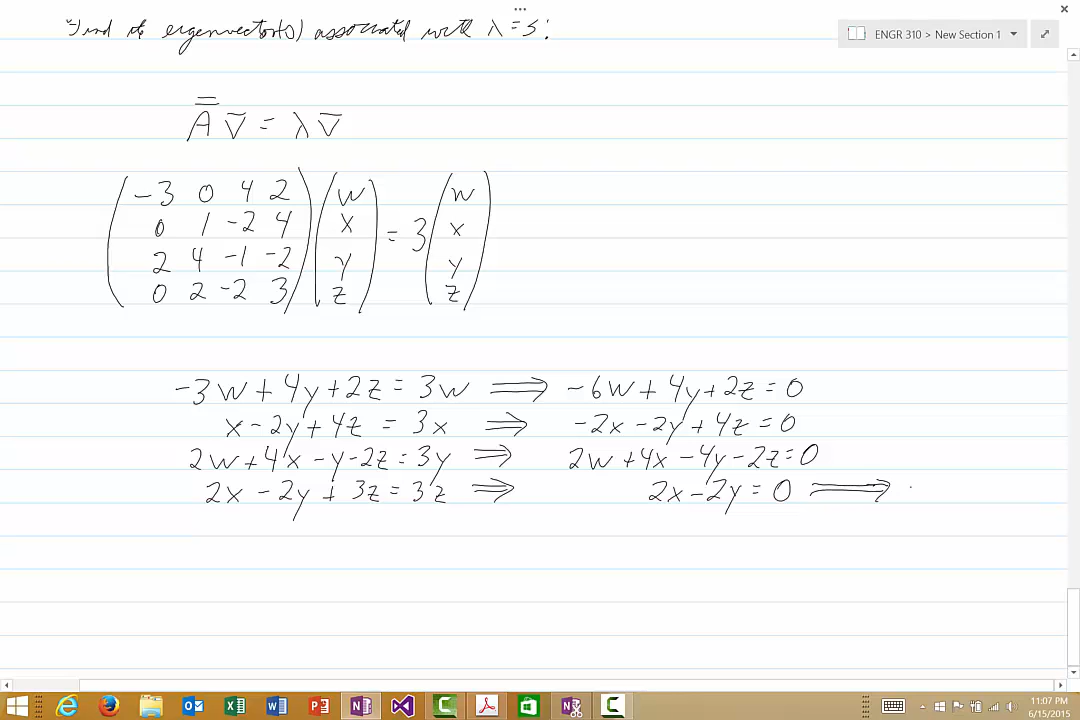 Find the eigenvector(s) associated with λ = 3:
ENGR 310 > New Section 1
A v = λ v
-3 0 4 2 w w
0 1 -2 4 x = 3 x
2 4 -1 -2 y y
0 2 -2 3 z z
-3w + 4y + 2z = 3w ⟹ -6w + 4y + 2z = 0
x - 2y + 4z = 3x ⟹ -2x - 2y + 4z = 0
2w + 4x - y - 2z = 3y ⟹ 2w + 4x - 4y - 2z = 0
2x - 2y + 3z = 3z ⟹ 2x - 2y = 0 ⟹
11:07 PM
6/15/2015